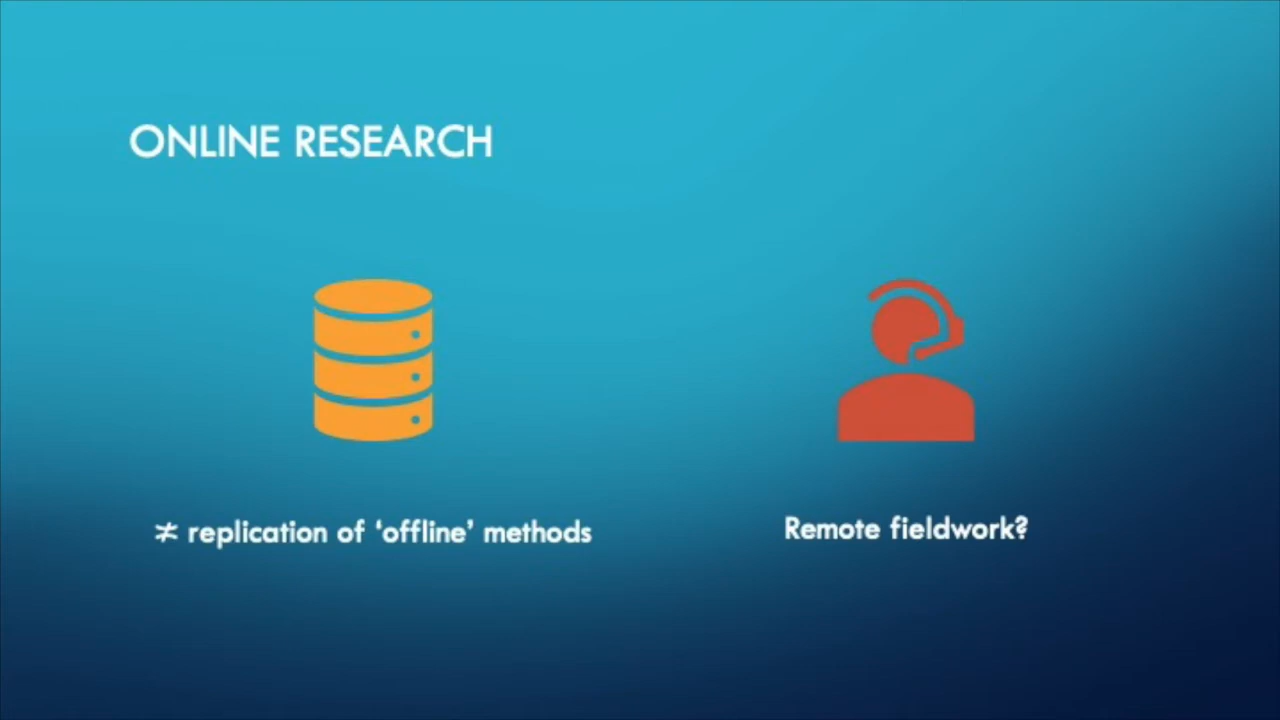 ONLINE RESEARCH
≠ replication of ‘offline’ methods
Remote fieldwork?